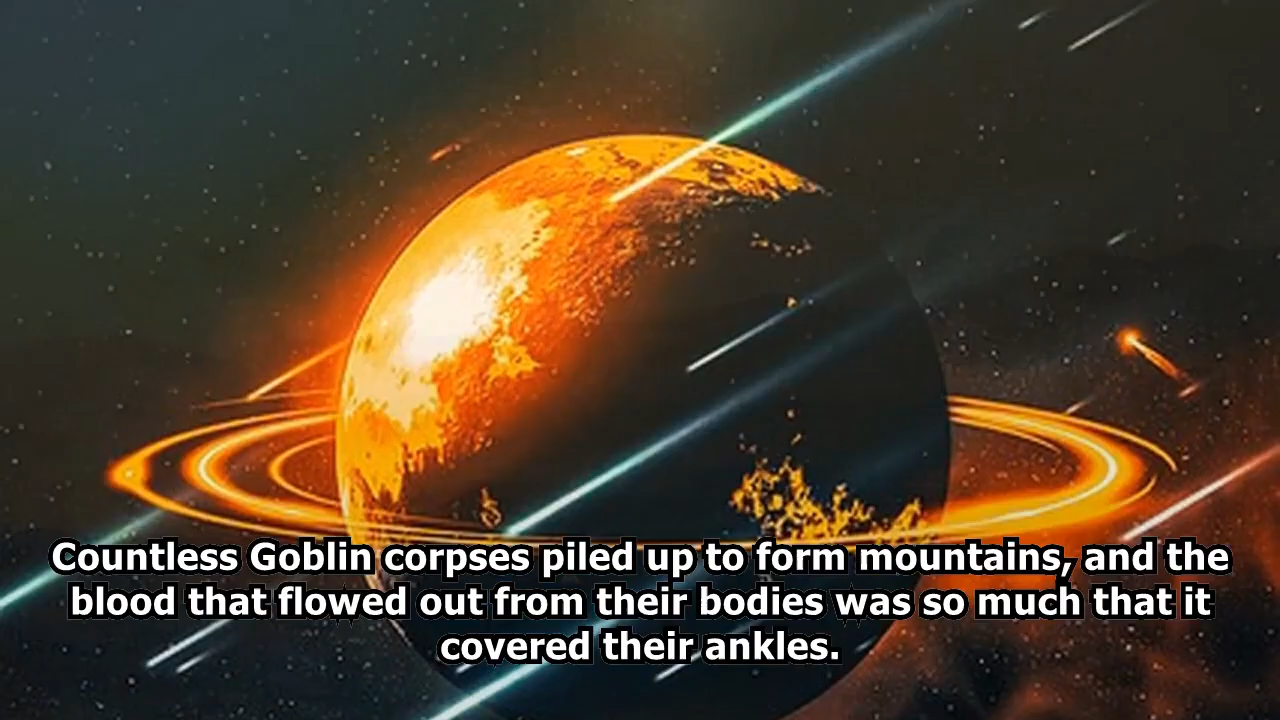 Countless Goblin corpses piled up to form mountains, and the
blood that flowed out from their bodies was so much that it
covered their ankles.